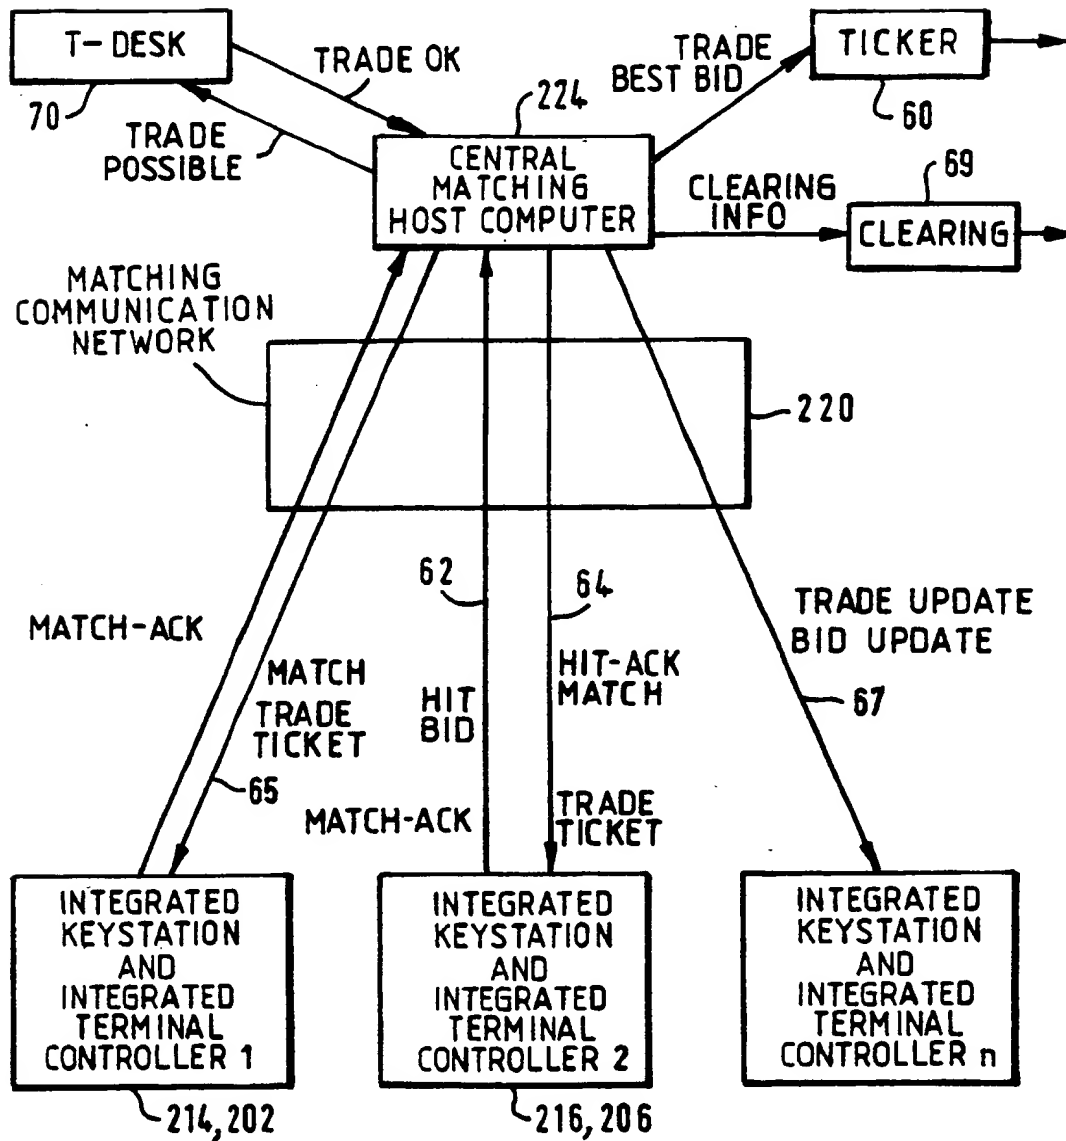 T-DESK
70
TRADE OK
TRADE
POSSIBLE
224
CENTRAL
MATCHING
HOST COMPUTER
TRADE
BEST BID
TICKER
60
CLEARING
INFO
69
CLEARING
MATCHING
COMMUNICATION
NETWORK
220
MATCH-ACK
MATCH
TRADE
TICKET
65
62
HIT
BID
MATCH-ACK
64
HIT-ACK
MATCH
TRADE
TICKET
TRADE UPDATE
BID UPDATE
67
INTEGRATED
KEYSTATION
AND
INTEGRATED
TERMINAL
CONTROLLER 1
214,202
INTEGRATED
KEYSTATION
AND
INTEGRATED
TERMINAL
CONTROLLER 2
216,206
INTEGRATED
KEYSTATION
AND
INTEGRATED
TERMINAL
CONTROLLER n